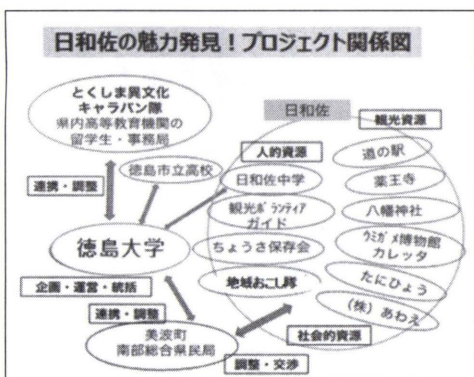 日和佐の魅力発見！プロジェクト関係図
とくしま異文化
キャラバン隊
県内高等教育機関の
留学生・事務局
連携・調整
徳島市立高校
徳島大学
企画・運営・統括
連携・調整
美波町
南部総合県民局
調整・交渉
日和佐
人的資源
日和佐中学
観光ボランティア
ガイド
ちょうさ保存会
地域おこし隊
観光資源
道の駅
薬王寺
八幡神社
ウミガメ博物館
カレッタ
たにひょう
（株）あわえ
社会的資源